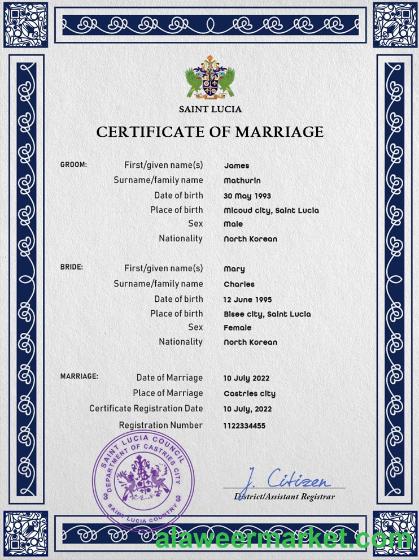 SAINT LUCIA
CERTIFICATE OF MARRIAGE
GROOM: First/given name(s) James
Surname/family name Mathurin
Date of birth 30 May 1993
Place of birth Micoud city, Saint Lucia
Sex Male
Nationality North Korean
BRIDE: First/given name(s) Mary
Surname/family name Charles
Date of birth 12 June 1995
Place of birth Bisee city, Saint Lucia
Sex Female
Nationality North Korean
MARRIAGE: Date of Marriage 10 July 2022
Place of Marriage Castries city
Certificate Registration Date 10 July, 2022
Registration Number 1122334455
SAINT LUCIA COUNCIL
DEPARTMENT OF CASTRIES CITY
SAINT LUCIA COUNTRY
J. Citizen
District/Assistant Registrar
alaweermarket.com